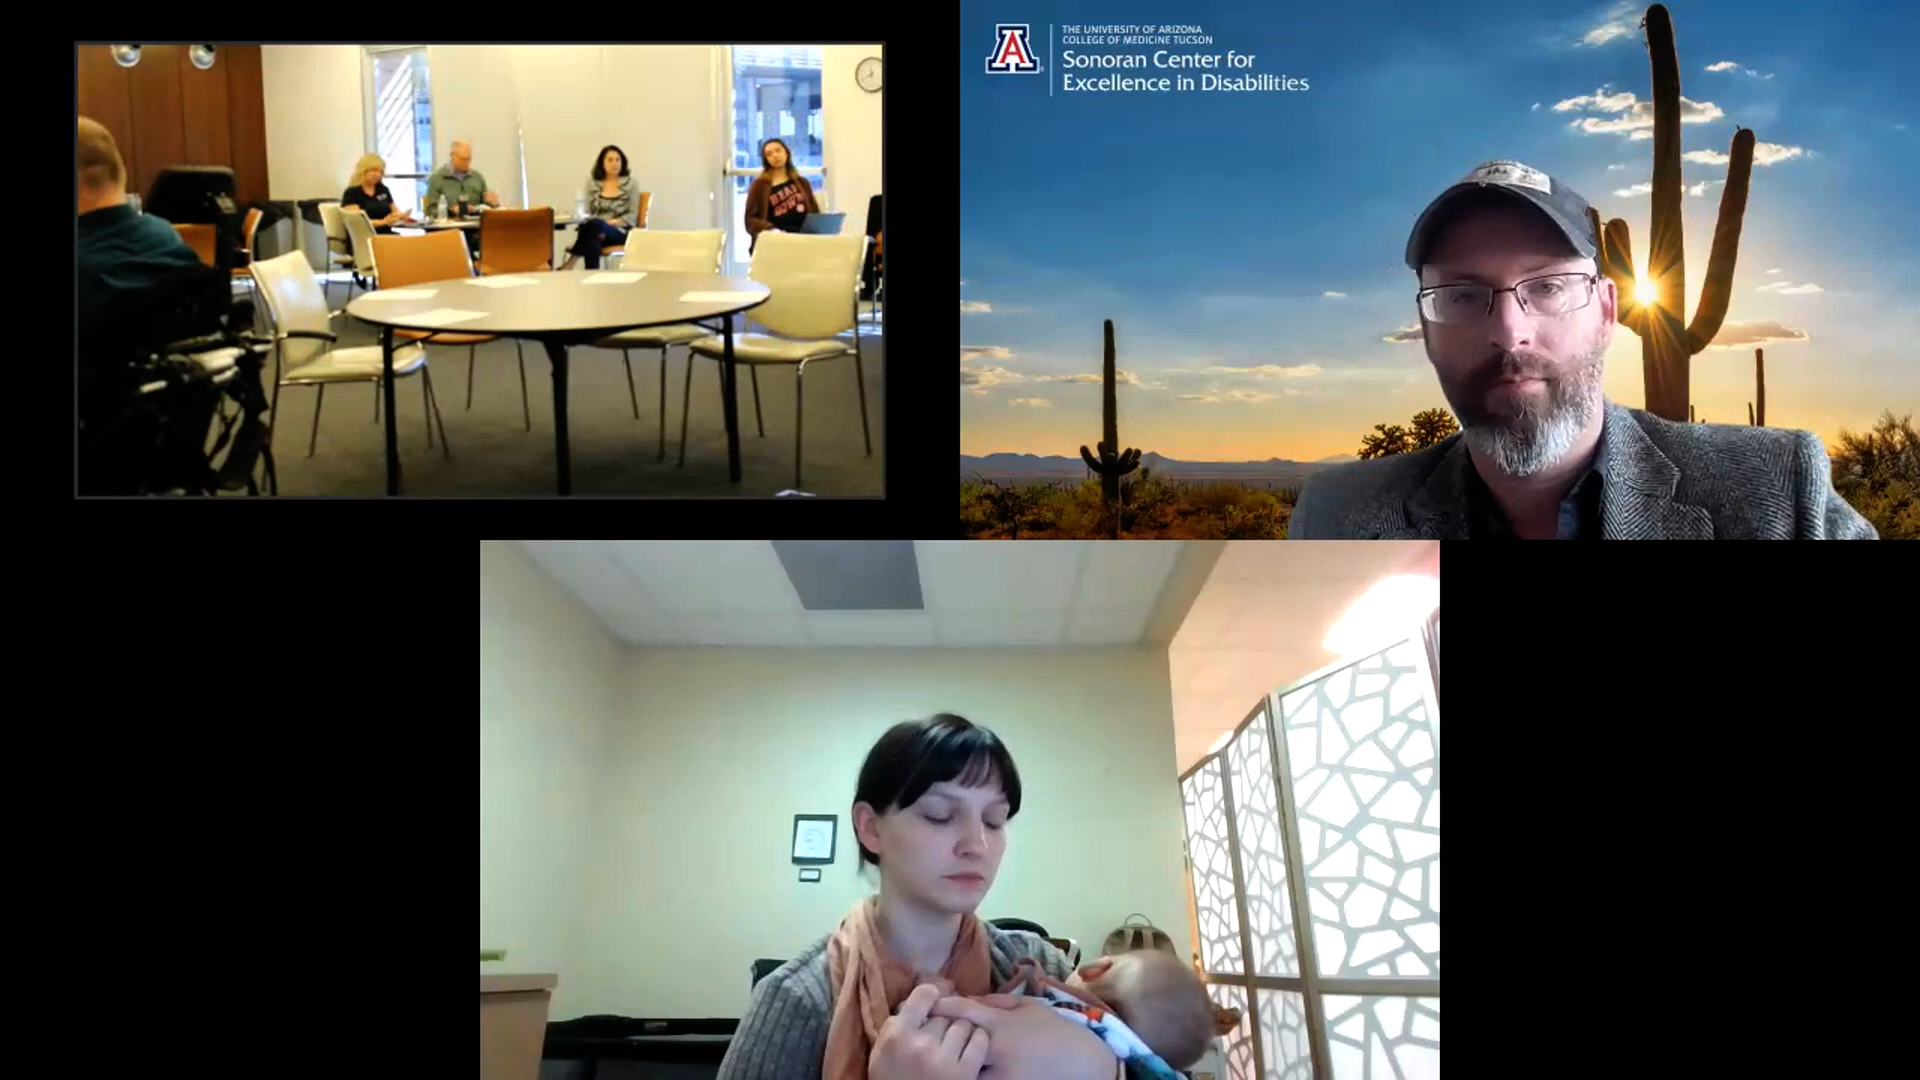 THE UNIVERSITY OF ARIZONA
COLLEGE OF MEDICINE TUCSON
Sonoran Center for
Excellence in Disabilities
A